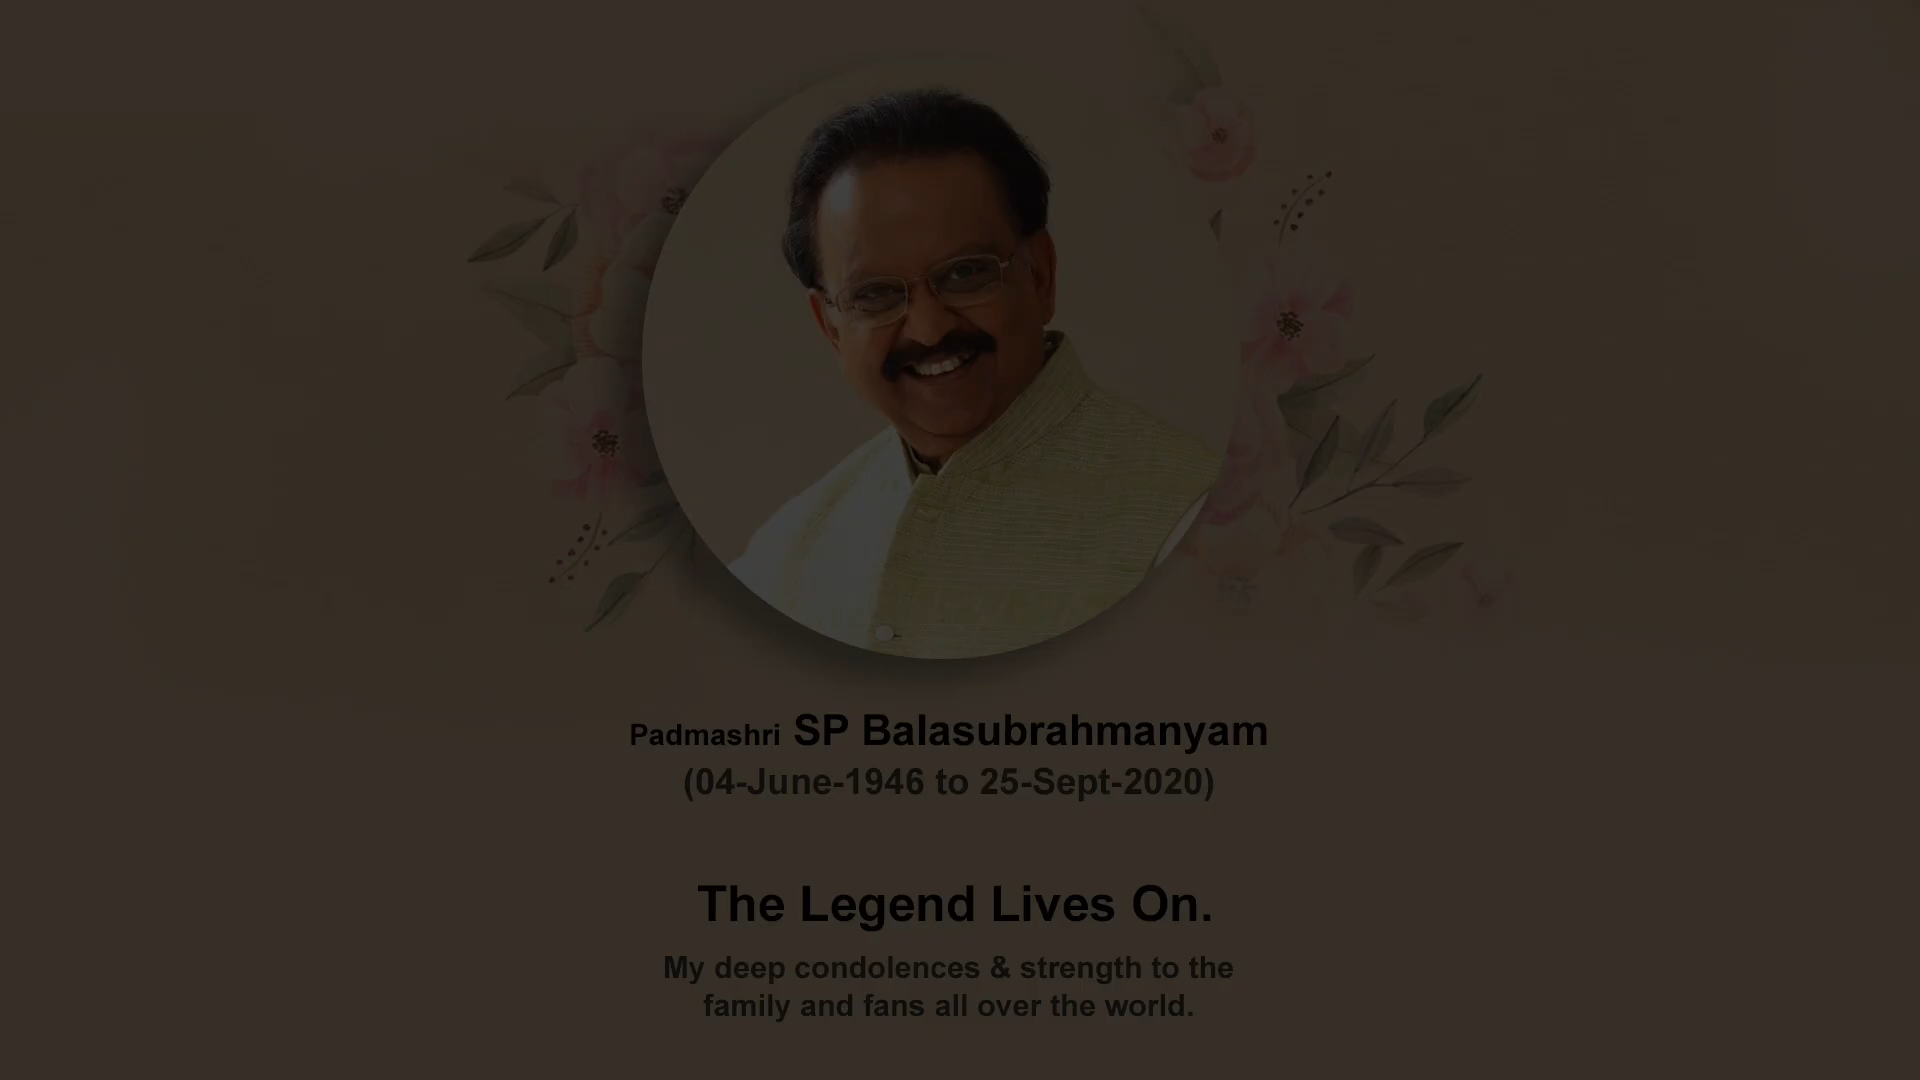 Padmashri SP Balasubrahmanyam
(04-June-1946 to 25-Sept-2020)
The Legend Lives On.
My deep condolences & strength to the
family and fans all over the world.